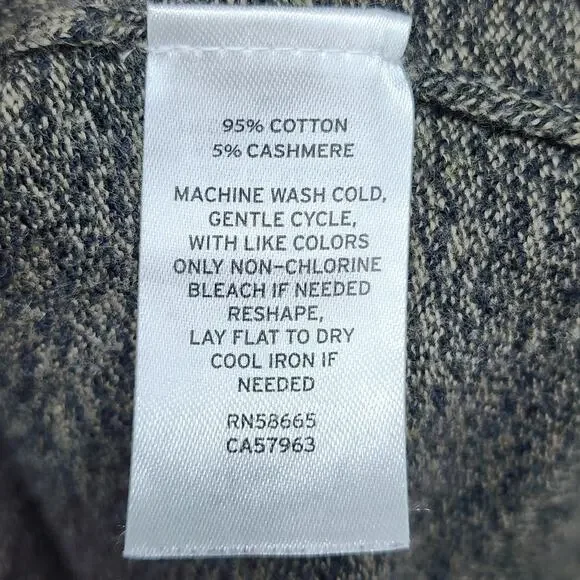 95% COTTON
5% CASHMERE
MACHINE WASH COLD,
GENTLE CYCLE,
WITH LIKE COLORS
ONLY NON-CHLORINE
BLEACH IF NEEDED
RESHAPE,
LAY FLAT TO DRY
COOL IRON IF
NEEDED
RN58665
CA57963